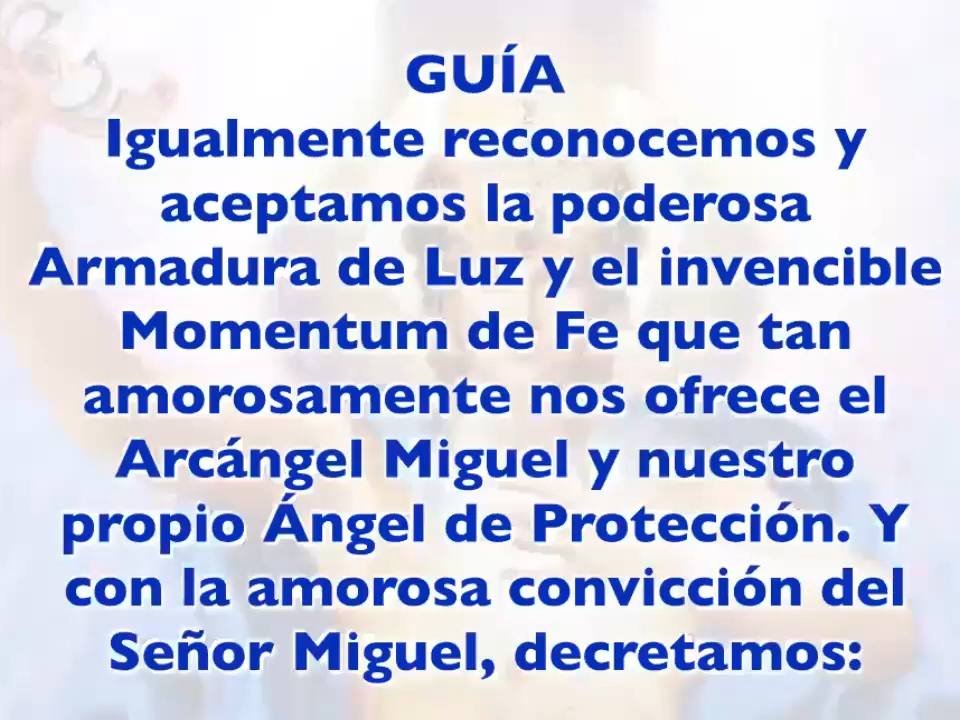 GUÍA
Igualmente reconocemos y
aceptamos la poderosa
Armadura de Luz y el invencible
Momentum de Fe que tan
amorosamente nos ofrece el
Arcángel Miguel y nuestro
propio Ángel de Protección. Y
con la amorosa convicción del
Señor Miguel, decretamos: